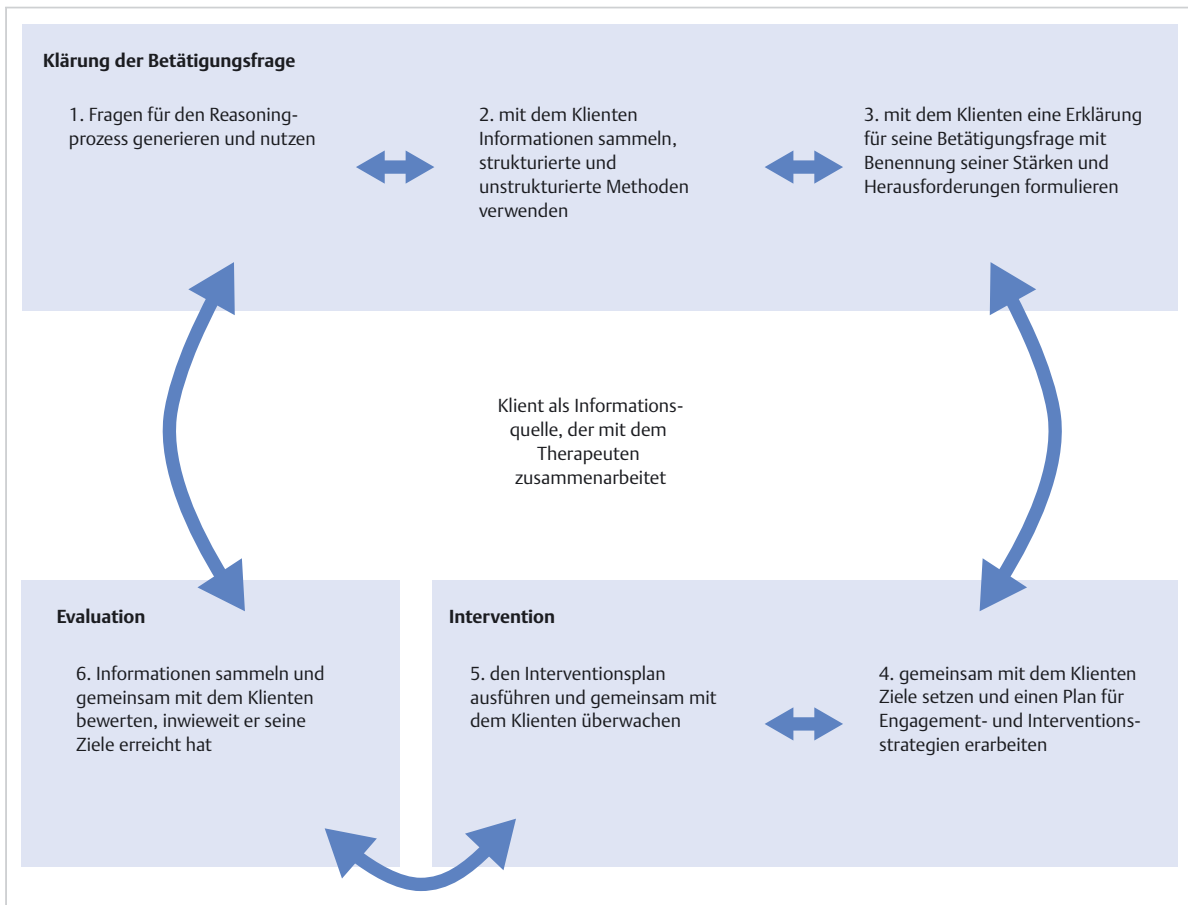 Klärung der Betätigungsfrage
1. Fragen für den Reasoning-
prozess generieren und nutzen
2. mit dem Klienten
Informationen sammeln,
strukturierte und
unstrukturierte Methoden
verwenden
3. mit dem Klienten eine Erklärung
für seine Betätigungsfrage mit
Benennung seiner Stärken und
Herausforderungen formulieren
Klient als Informations-
quelle, der mit dem
Therapeuten
zusammenarbeitet
Evaluation
6. Informationen sammeln und
gemeinsam mit dem Klienten
bewerten, inwieweit er seine
Ziele erreicht hat
Intervention
5. den Interventionsplan
ausführen und gemeinsam mit
dem Klienten überwachen
4. gemeinsam mit dem Klienten
Ziele setzen und einen Plan für
Engagement- und Interventions-
strategien erarbeiten